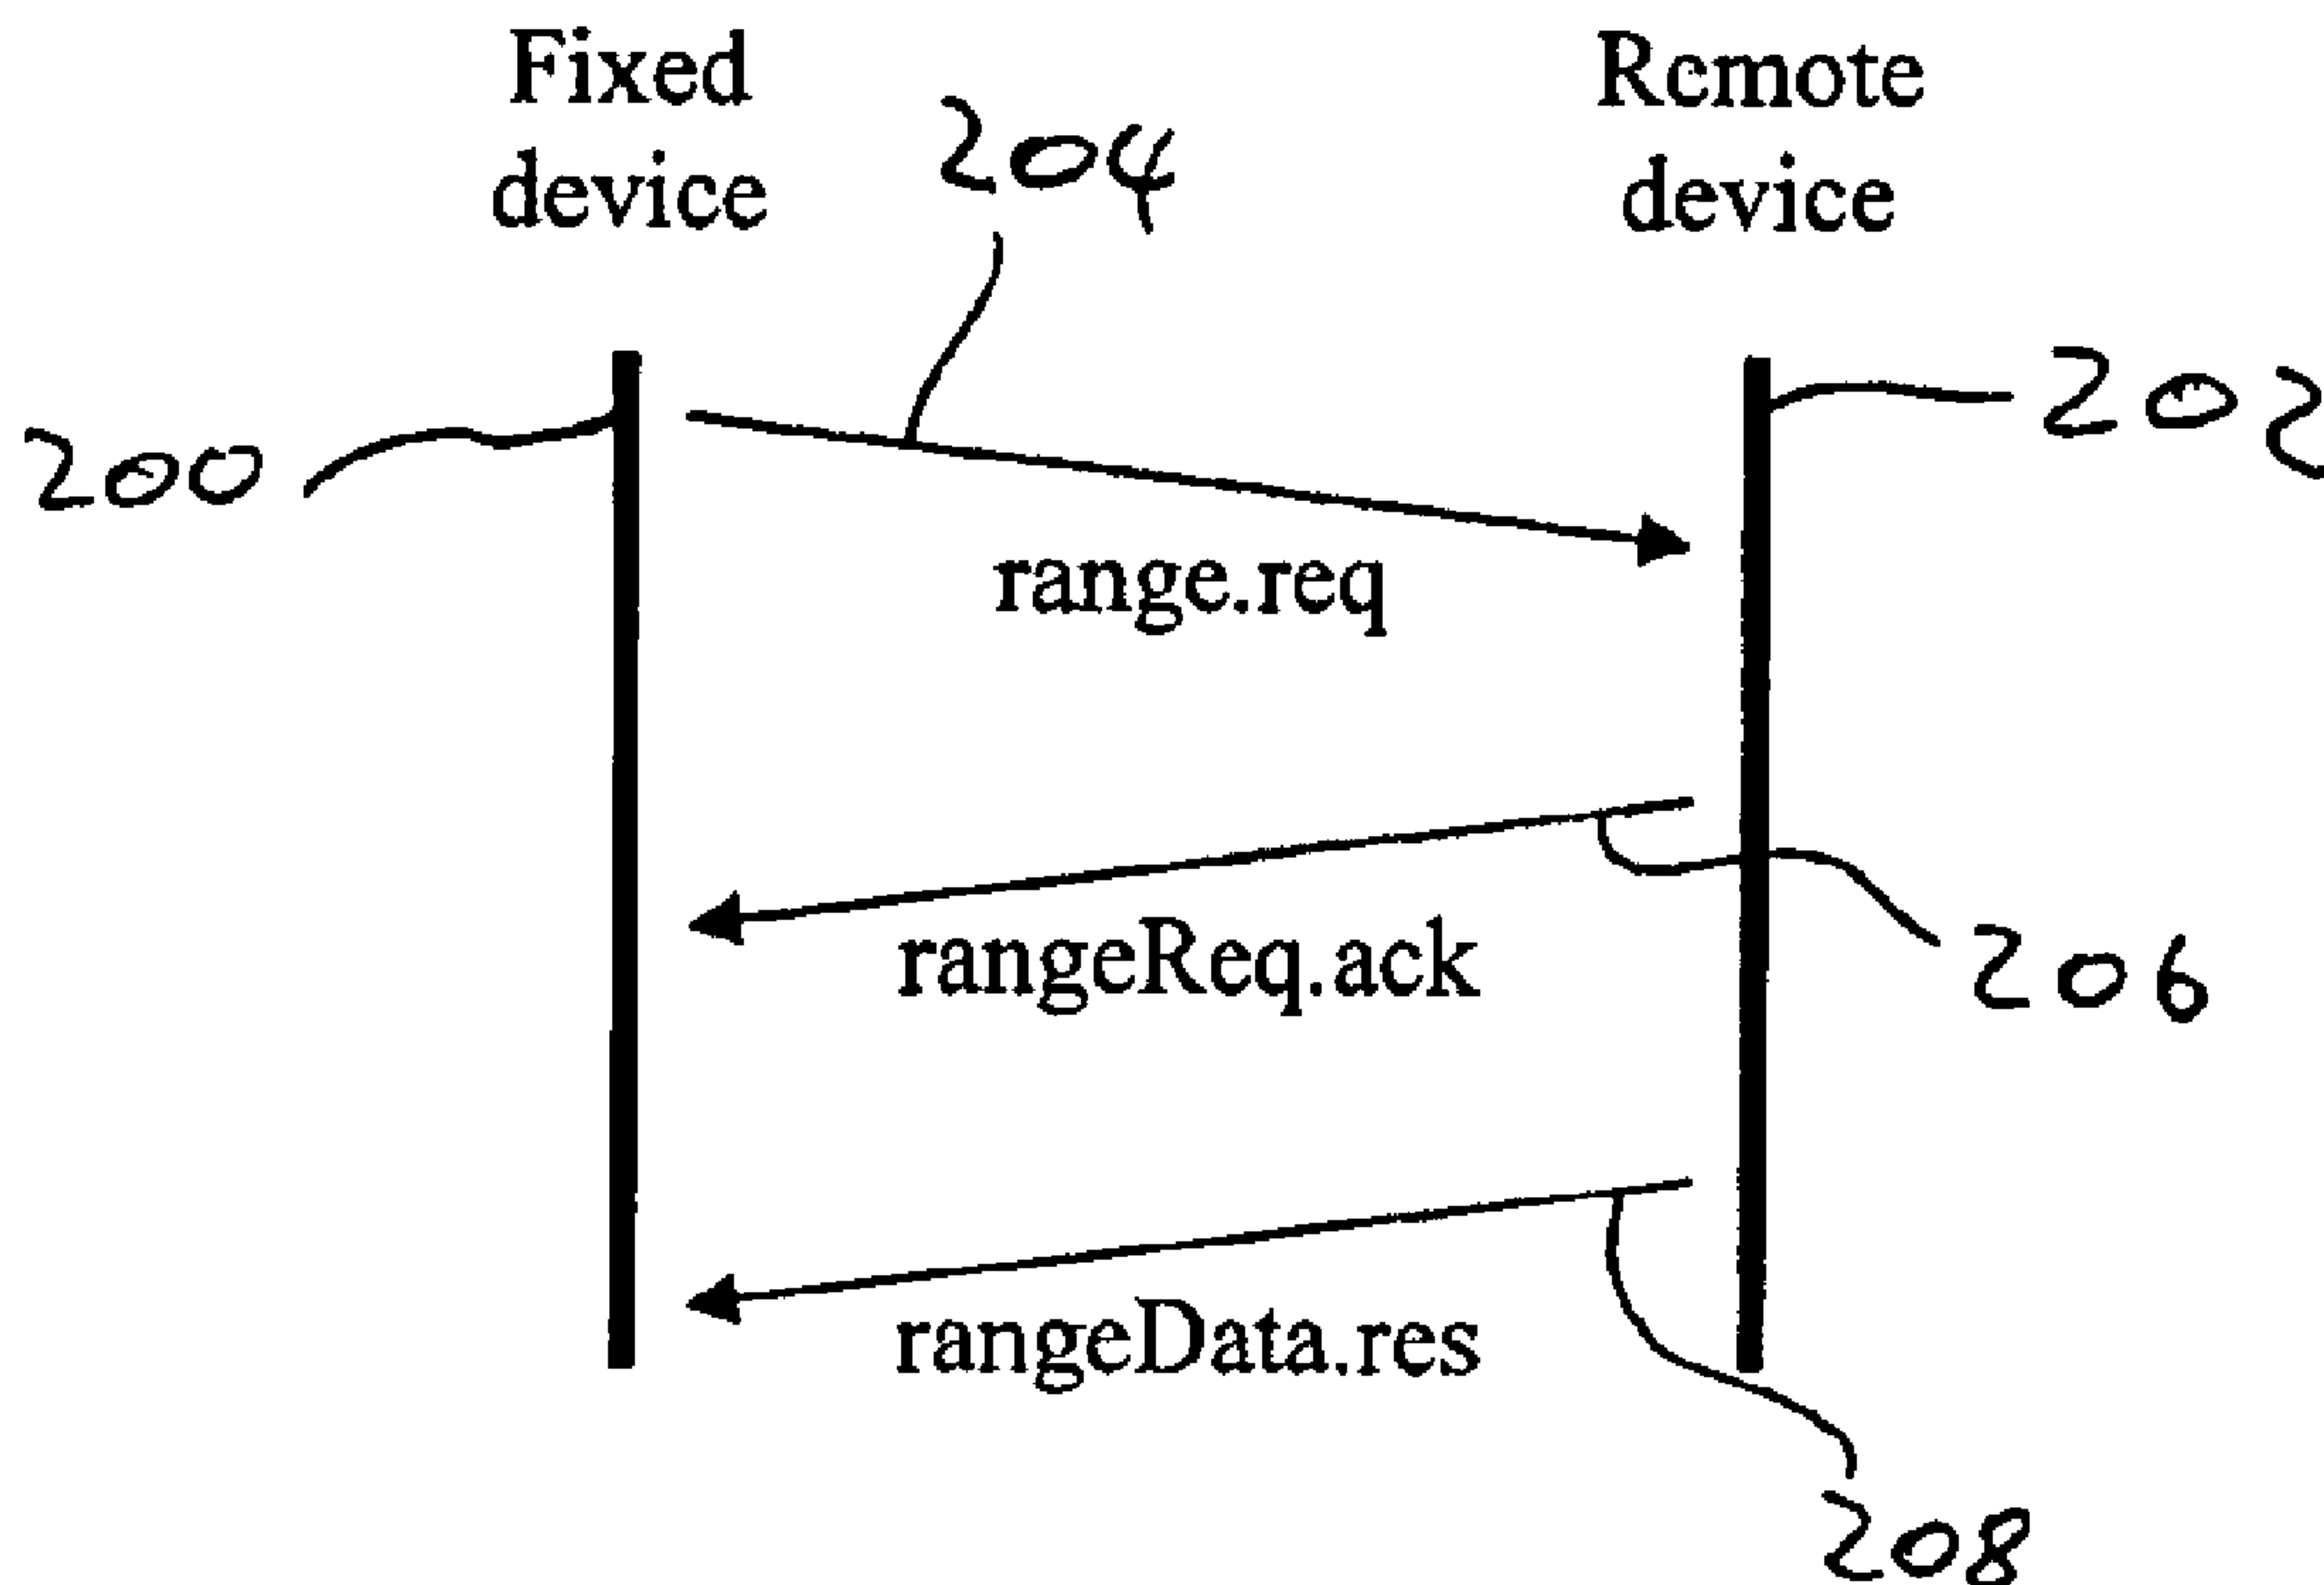 Fixed
device
204
Remote
device
200
202
range.req
rangeReq.ack
206
rangeData.res
208